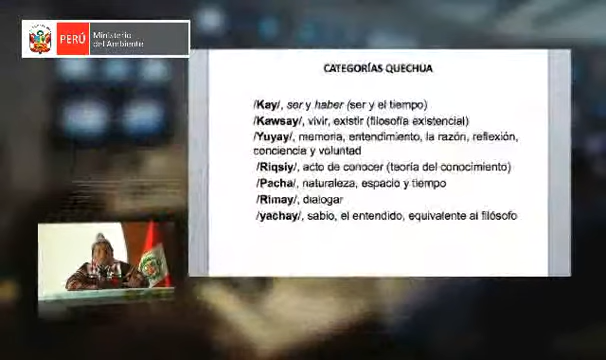 PERÚ
Ministerio
del Ambiente
CATEGORÍAS QUECHUA
/Kay/, ser y haber (ser y el tiempo)
/Kawsay/, vivir, existir (filosofía existencial)
/Yuyay/, memoria, entendimiento, la razón, reflexión,
conciencia y voluntad
/Riqsiy/, acto de conocer (teoría del conocimiento)
/Pacha/, naturaleza, espacio y tiempo
/Rimay/, dialogar
/yachay/, sabio, el entendido, equivalente al filósofo